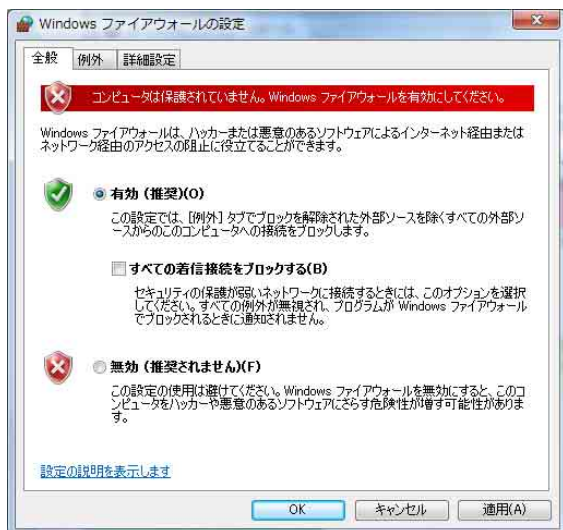 Windows ファイアウォールの設定
全般 例外 詳細設定
コンピュータは保護されていません。Windows ファイアウォールを有効にしてください。
Windows ファイアウォールは、ハッカーまたは悪意のあるソフトウェアによるインターネット経由または
ネットワーク経由のアクセスの阻止に役立てることができます。
有効 (推奨)(O)
この設定では、[例外] タブでブロックを解除された外部ソースを除くすべての外部ソ
ースからのこのコンピュータへの接続をブロックします。
すべての着信接続をブロックする(B)
セキュリティの保護が弱いネットワークに接続するときには、このオプションを選択
してください。すべての例外が無視され、プログラムが Windows ファイアウォール
でブロックされるときに通知されません。
無効 (推奨されません)(F)
この設定の使用は避けてください。Windows ファイアウォールを無効にすると、このコ
ンピュータをハッカーや悪意のあるソフトウェアにさらす危険性が増す可能性がありま
す。
設定の説明を表示します
OK キャンセル 適用(A)